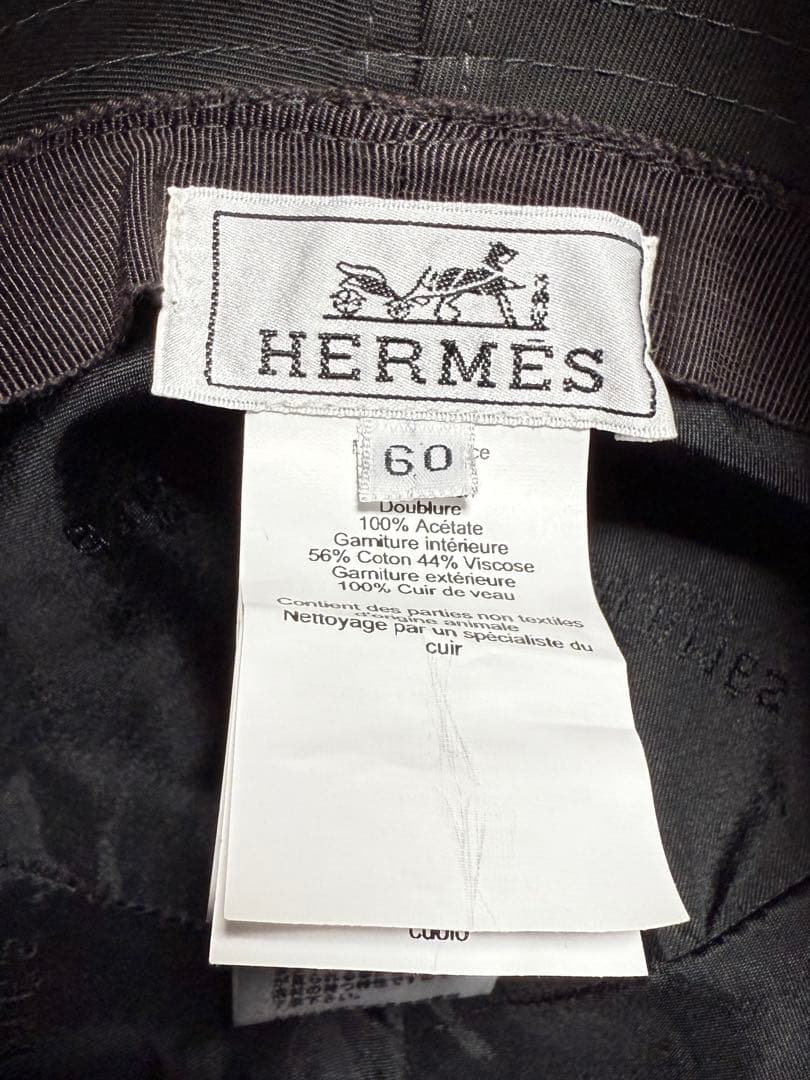 HERMÈS
60
Doublure
100% Acétate
Garniture intérieure
56% Coton 44% Viscose
Garniture extérieure
100% Cuir de veau
Contient des parties non textiles
d'origine animale
Nettoyage par un spécialiste du
cuir
cuoio